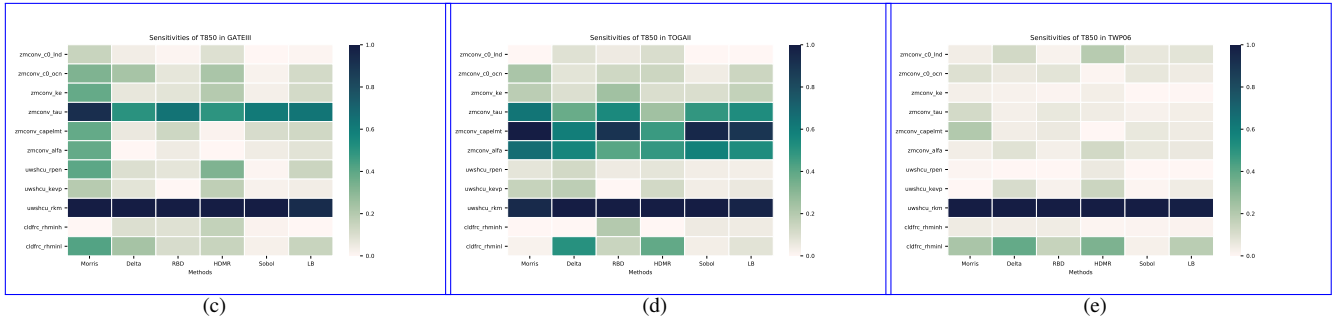 Sensitivities of T850 in GATEIII
zmconv_c0_lnd
zmconv_c0_ocn
zmconv_ke
zmconv_tau
zmconv_capelmt
zmconv_alfa
uwshcu_rpen
uwshcu_kevp
uwshcu_rkm
cldfrc_rhminh
cldfrc_rhminl
Morris Delta RBD HDMR Sobol LB
Methods
1.0
0.8
0.6
0.4
0.2
0.0
(c)
Sensitivities of T850 in TOGAII
zmconv_c0_lnd
zmconv_c0_ocn
zmconv_ke
zmconv_tau
zmconv_capelmt
zmconv_alfa
uwshcu_rpen
uwshcu_kevp
uwshcu_rkm
cldfrc_rhminh
cldfrc_rhminl
Morris Delta RBD HDMR Sobol LB
Methods
1.0
0.8
0.6
0.4
0.2
0.0
(d)
Sensitivities of T850 in TWP06
zmconv_c0_lnd
zmconv_c0_ocn
zmconv_ke
zmconv_tau
zmconv_capelmt
zmconv_alfa
uwshcu_rpen
uwshcu_kevp
uwshcu_rkm
cldfrc_rhminh
cldfrc_rhminl
Morris Delta RBD HDMR Sobol LB
Methods
1.0
0.8
0.6
0.4
0.2
0.0
(e)